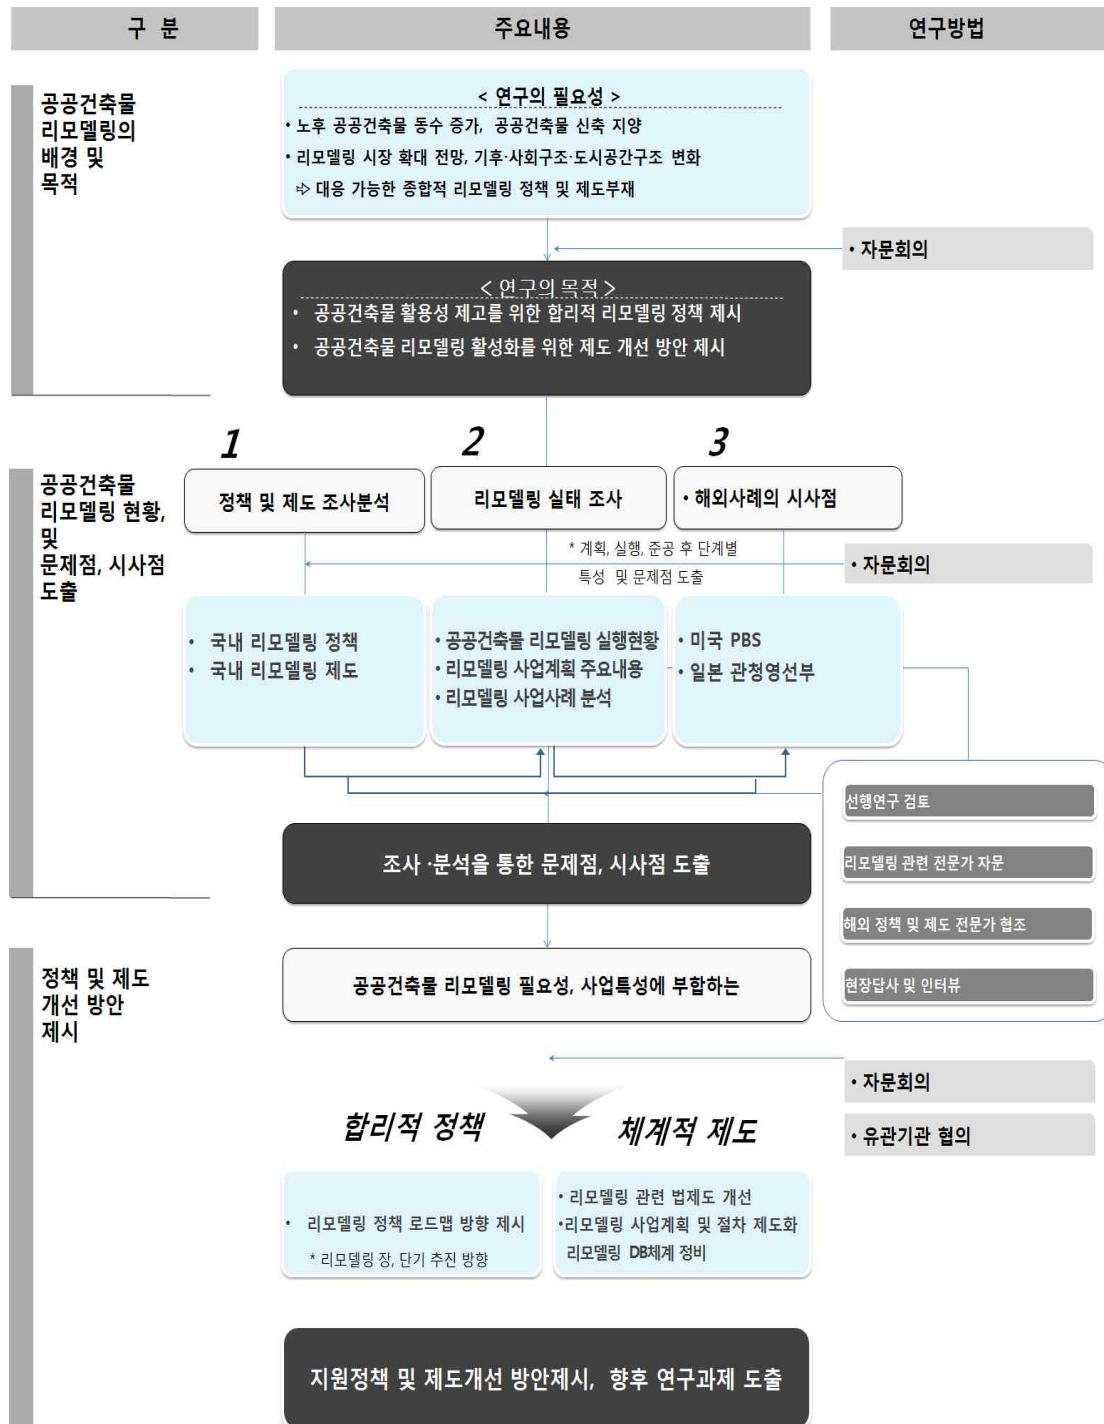 구 분
주요내용
연구방법
공공건축물
리모델링의
배경 및
목적
< 연구의 필요성 >
• 노후 공공건축물 동수 증가, 공공건축물 신축 지양
• 리모델링 시장 확대 전망, 기후·사회구조·도시공간구조 변화
➪ 대응 가능한 종합적 리모델링 정책 및 제도부재
• 자문회의
< 연구의 목적 >
• 공공건축물 활용성 제고를 위한 합리적 리모델링 정책 제시
• 공공건축물 리모델링 활성화를 위한 제도 개선 방안 제시
공공건축물
리모델링 현황,
및
문제점, 시사점
도출
1
2
3
정책 및 제도 조사분석
리모델링 실태 조사
• 해외사례의 시사점
* 계획, 실행, 준공 후 단계별
특성 및 문제점 도출
• 자문회의
• 국내 리모델링 정책
• 국내 리모델링 제도
• 공공건축물 리모델링 실행현황
• 리모델링 사업계획 주요내용
• 리모델링 사업사례 분석
• 미국 PBS
• 일본 관청영선부
선행연구 검토
리모델링 관련 전문가 자문
해외 정책 및 제도 전문가 협조
현장답사 및 인터뷰
조사 ·분석을 통한 문제점, 시사점 도출
정책 및 제도
개선 방안
제시
공공건축물 리모델링 필요성, 사업특성에 부합하는
• 자문회의
• 유관기관 협의
합리적 정책
체계적 제도
• 리모델링 정책 로드맵 방향 제시
* 리모델링 장, 단기 추진 방향
• 리모델링 관련 법제도 개선
•리모델링 사업계획 및 절차 제도화
리모델링 DB체계 정비
지원정책 및 제도개선 방안제시, 향후 연구과제 도출